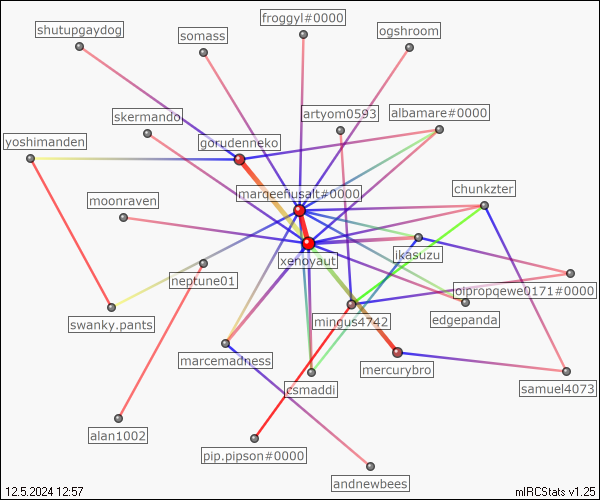 froggyl#0000
shutupgaydog
somass
ogshroom
skermando
artyom0593
albamare#0000
yoshimanden
gorudenneko
marqeefiusalt#0000
chunkzter
moonraven
xenoyaut
jkasuzu
neptune01
olpropqewe0171#0000
swanky.pants
mingus4742
edgepanda
marcemadness
mercurybro
csmaddi
samuel4073
alan1002
pip.pipson#0000
andnewbees
12.5.2024 12:57
mIRCStats v1.25